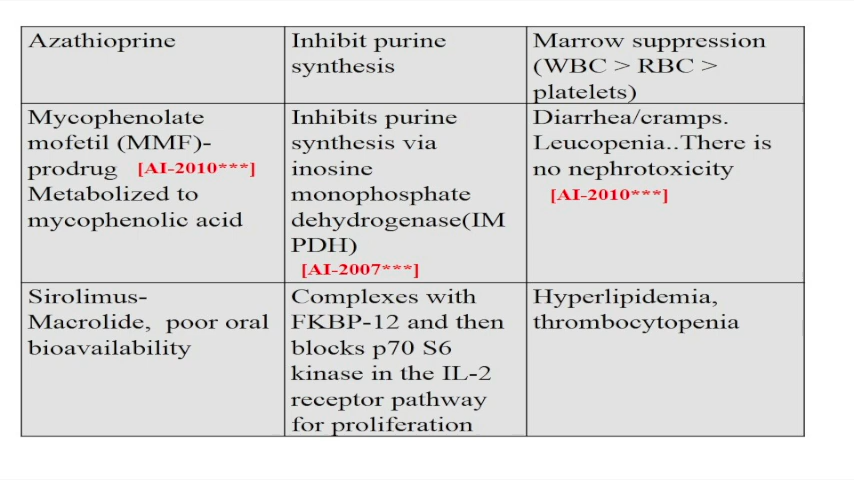 Azathioprine
Inhibit purine
synthesis
Marrow suppression
(WBC > RBC >
platelets)
Mycophenolate
mofetil (MMF)-
prodrug [AI-2010***]
Metabolized to
mycophenolic acid
Inhibits purine
synthesis via
inosine
monophosphate
dehydrogenase(IM
PDH)
[AI-2007***]
Diarrhea/cramps.
Leucopenia..There is
no nephrotoxicity
[AI-2010***]
Sirolimus-
Macrolide, poor oral
bioavailability
Complexes with
FKBP-12 and then
blocks p70 S6
kinase in the IL-2
receptor pathway
for proliferation
Hyperlipidemia,
thrombocytopenia